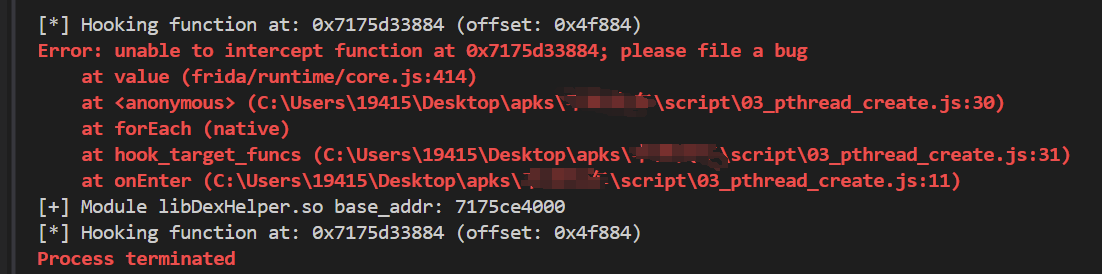 [*] Hooking function at: 0x7175d33884 (offset: 0x4f884)
Error: unable to intercept function at 0x7175d33884; please file a bug
at value (frida/runtime/core.js:414)
at <anonymous> (C:\Users\19415\Desktop\apks\ \script\03_pthread_create.js:30)
at forEach (native)
at hook_target_funcs (C:\Users\19415\Desktop\apks\ \script\03_pthread_create.js:31)
at onEnter (C:\Users\19415\Desktop\apks\ \script\03_pthread_create.js:11)
[+] Module libDexHelper.so base_addr: 7175ce4000
[*] Hooking function at: 0x7175d33884 (offset: 0x4f884)
Process terminated